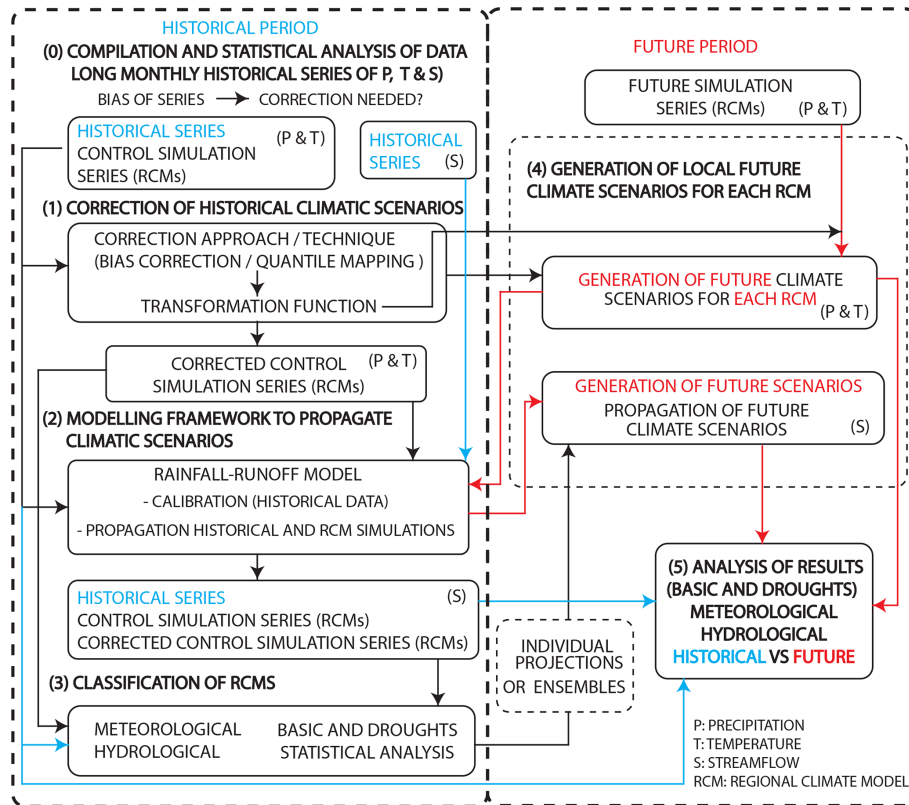 HISTORICAL PERIOD
(0) COMPILATION AND STATISTICAL ANALYSIS OF DATA
LONG MONTHLY HISTORICAL SERIES OF P, T & S)
BIAS OF SERIES CORRECTION NEEDED?
HISTORICAL SERIES (P & T)
CONTROL SIMULATION
SERIES (RCMs)
HISTORICAL
SERIES (S)
(1) CORRECTION OF HISTORICAL CLIMATIC SCENARIOS
CORRECTION APPROACH / TECHNIQUE
(BIAS CORRECTION / QUANTILE MAPPING )
TRANSFORMATION FUNCTION
CORRECTED CONTROL (P & T)
SIMULATION SERIES (RCMs)
(2) MODELLING FRAMEWORK TO PROPAGATE
CLIMATIC SCENARIOS
RAINFALL-RUNOFF MODEL
- CALIBRATION (HISTORICAL DATA)
- PROPAGATION HISTORICAL AND RCM SIMULATIONS
HISTORICAL SERIES (S)
CONTROL SIMULATION SERIES (RCMs)
CORRECTED CONTROL SIMULATION SERIES (RCMs)
(3) CLASSIFICATION OF RCMS
METEOROLOGICAL BASIC AND DROUGHTS
HYDROLOGICAL STATISTICAL ANALYSIS
FUTURE PERIOD
FUTURE SIMULATION
SERIES (RCMs) (P & T)
(4) GENERATION OF LOCAL FUTURE
CLIMATE SCENARIOS FOR EACH RCM
GENERATION OF FUTURE CLIMATE
SCENARIOS FOR EACH RCM
(P & T)
GENERATION OF FUTURE SCENARIOS
PROPAGATION OF FUTURE
CLIMATE SCENARIOS (S)
(5) ANALYSIS OF RESULTS
(BASIC AND DROUGHTS)
METEOROLOGICAL
HYDROLOGICAL
HISTORICAL VS FUTURE
INDIVIDUAL
PROJECTIONS
OR ENSEMBLES
P: PRECIPITATION
T: TEMPERATURE
S: STREAMFLOW
RCM: REGIONAL CLIMATE MODEL